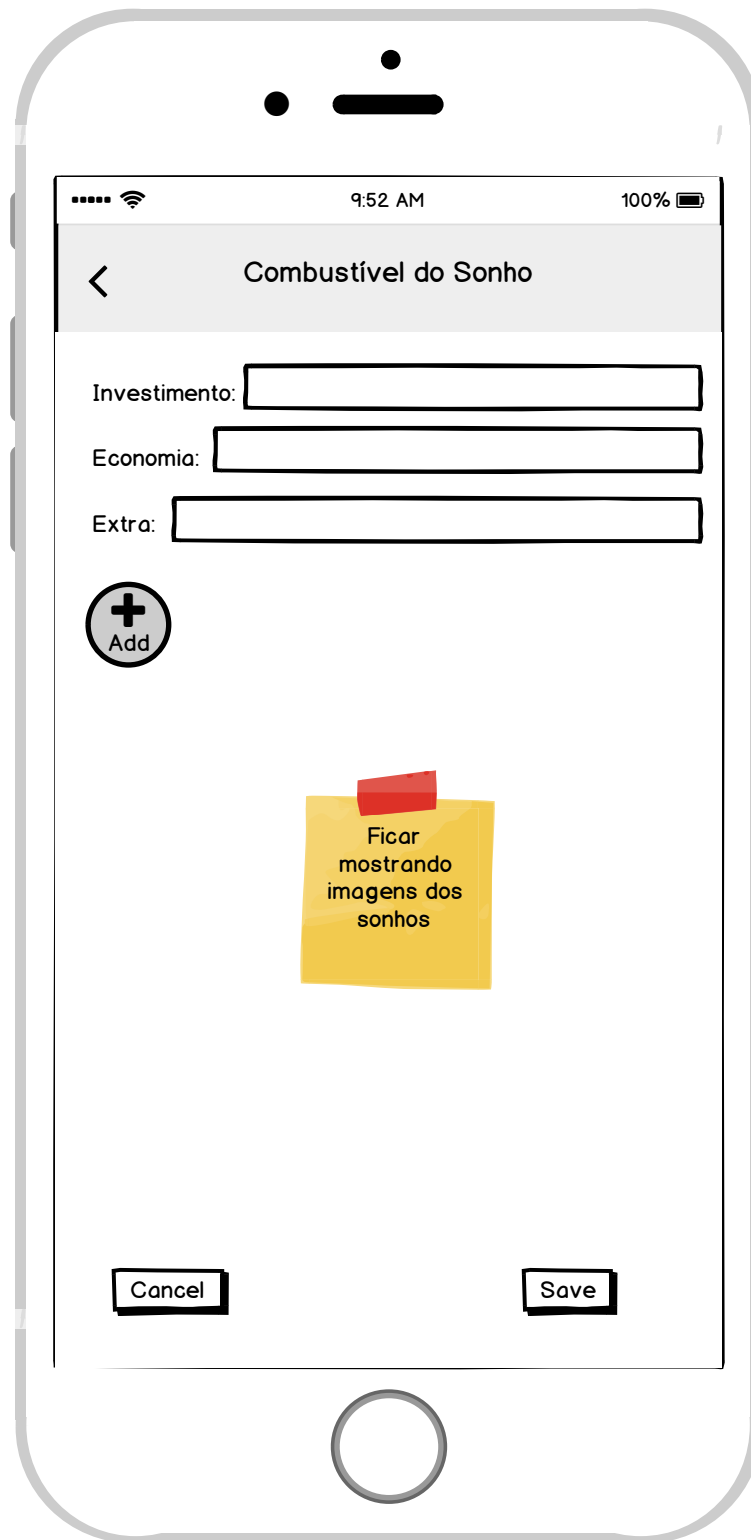 9:52 AM 100%
Combustível do Sonho
Investimento:
Economia:
Extra:
Add
Ficar
mostrando
imagens dos
sonhos
Cancel Save